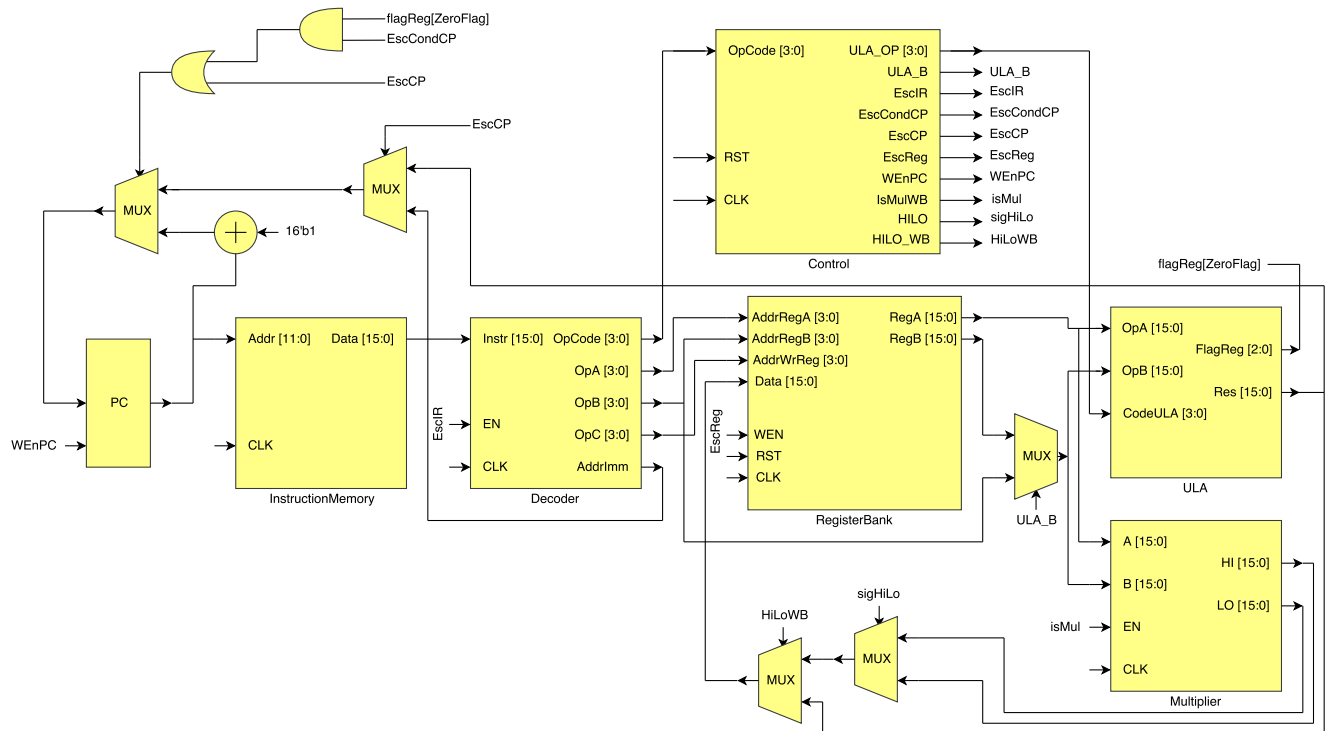 flagReg[ZeroFlag]
EscCondCP
EscCP
EscCP
MUX
MUX
16'b1
PC
WEnPC
Addr [11:0] Data [15:0]
CLK
InstructionMemory
Instr [15:0] OpCode [3:0]
OpA [3:0]
OpB [3:0]
EN
OpC [3:0]
CLK
AddrImm
EscIR
Decoder
OpCode [3:0] ULA_OP [3:0]
ULA_B ULA_B
EscIR EscIR
EscCondCP EscCondCP
EscCP EscCP
RST EscReg EscReg
WEnPC WEnPC
CLK IsMulWB isMul
HILO sigHiLo
HILO_WB HiLoWB
Control
AddrRegA [3:0] RegA [15:0]
AddrRegB [3:0] RegB [15:0]
AddrWrReg [3:0]
Data [15:0]
EscReg
WEN
RST
CLK
RegisterBank
MUX
ULA_B
flagReg[ZeroFlag]
OpA [15:0]
FlagReg [2:0]
OpB [15:0]
Res [15:0]
CodeULA [3:0]
ULA
A [15:0]
HI [15:0]
B [15:0]
LO [15:0]
isMul EN
CLK
Multiplier
sigHiLo
HiLoWB
MUX
MUX